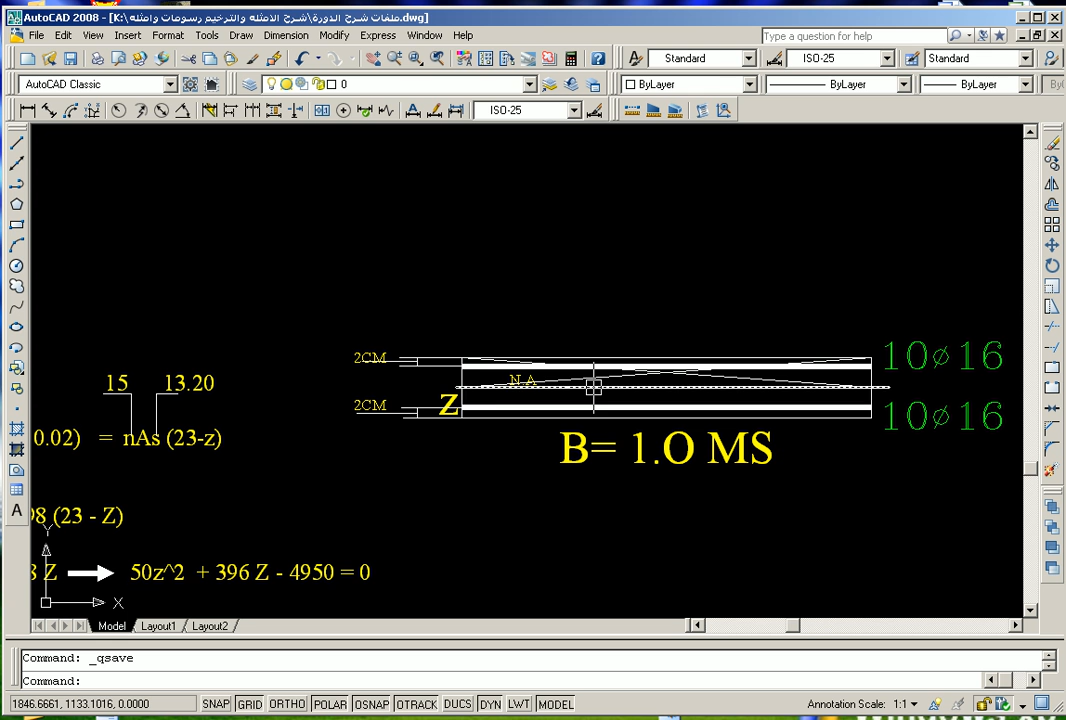 AutoCAD 2008 - [K:\ملفات شرح الدورة\شرح الامثله والترخيم رسومات وامثله.dwg]
File Edit View Insert Format Tools Draw Dimension Modify Express Window Help
Type a question for help
Standard ISO-25 Standard
AutoCAD Classic 0 ByLayer ByLayer ByLayer
ISO-25
2CM
10ø16
15 13.20
N.A
2CM
Z
10ø16
0.02) = nAs (23-z)
B= 1.O MS
98 (23 - Z)
Y
8 Z 50z^2 + 396 Z - 4950 = 0
X
Model Layout1 Layout2
Command: _qsave
Command:
1846.6661, 1133.1016, 0.0000 SNAP GRID ORTHO POLAR OSNAP OTRACK DUCS DYN LWT MODEL Annotation Scale: 1:1